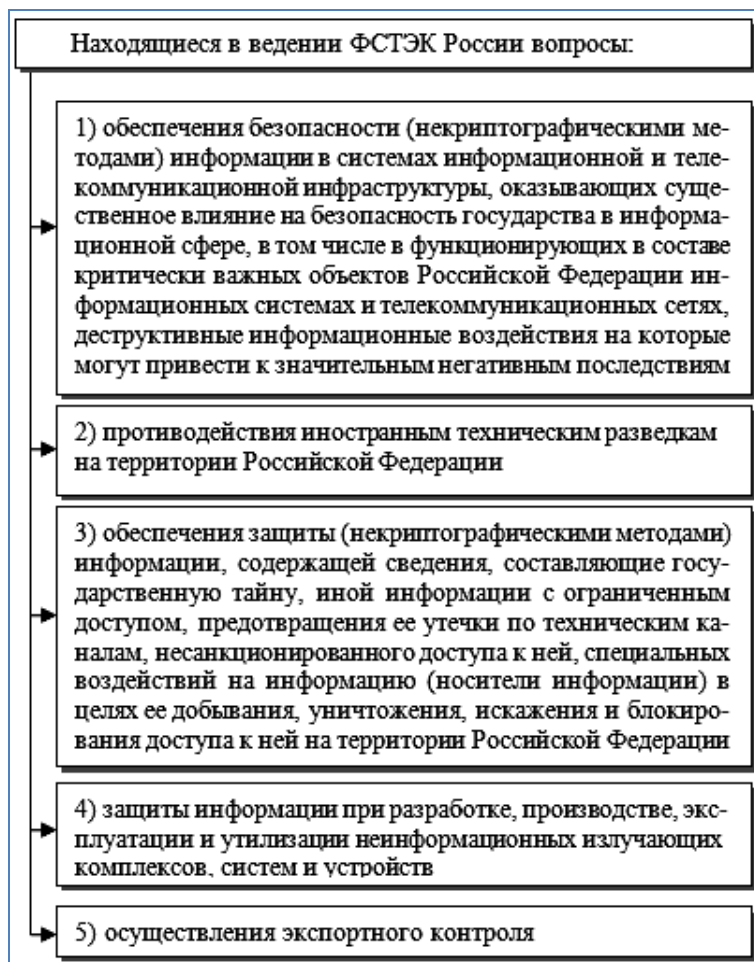 Находящиеся в ведении ФСТЭК России вопросы:
1) обеспечения безопасности (некриптографическими ме-
тодами) информации в системах информационной и теле-
коммуникационной инфраструктуры, оказывающих суще-
ственное влияние на безопасность государства в информа-
ционной сфере, в том числе в функционирующих в составе
критически важных объектов Российской Федерации ин-
формационных системах и телекоммуникационных сетях,
деструктивные информационные воздействия на которые
могут привести к значительным негативным последствиям
2) противодействия иностранным техническим разведкам
на территории Российской Федерации
3) обеспечения защиты (некриптографическими методами)
информации, содержащей сведения, составляющие госу-
дарственную тайну, иной информации с ограниченным
доступом, предотвращения ее утечки по техническим ка-
налам, несанкционированного доступа к ней, специальных
воздействий на информацию (носители информации) в
целях ее добывания, уничтожения, искажения и блокиро-
вания доступа к ней на территории Российской Федерации
4) защиты информации при разработке, производстве, экс-
плуатации и утилизации неинформационных излучающих
комплексов, систем и устройств
5) осуществления экспортного контроля